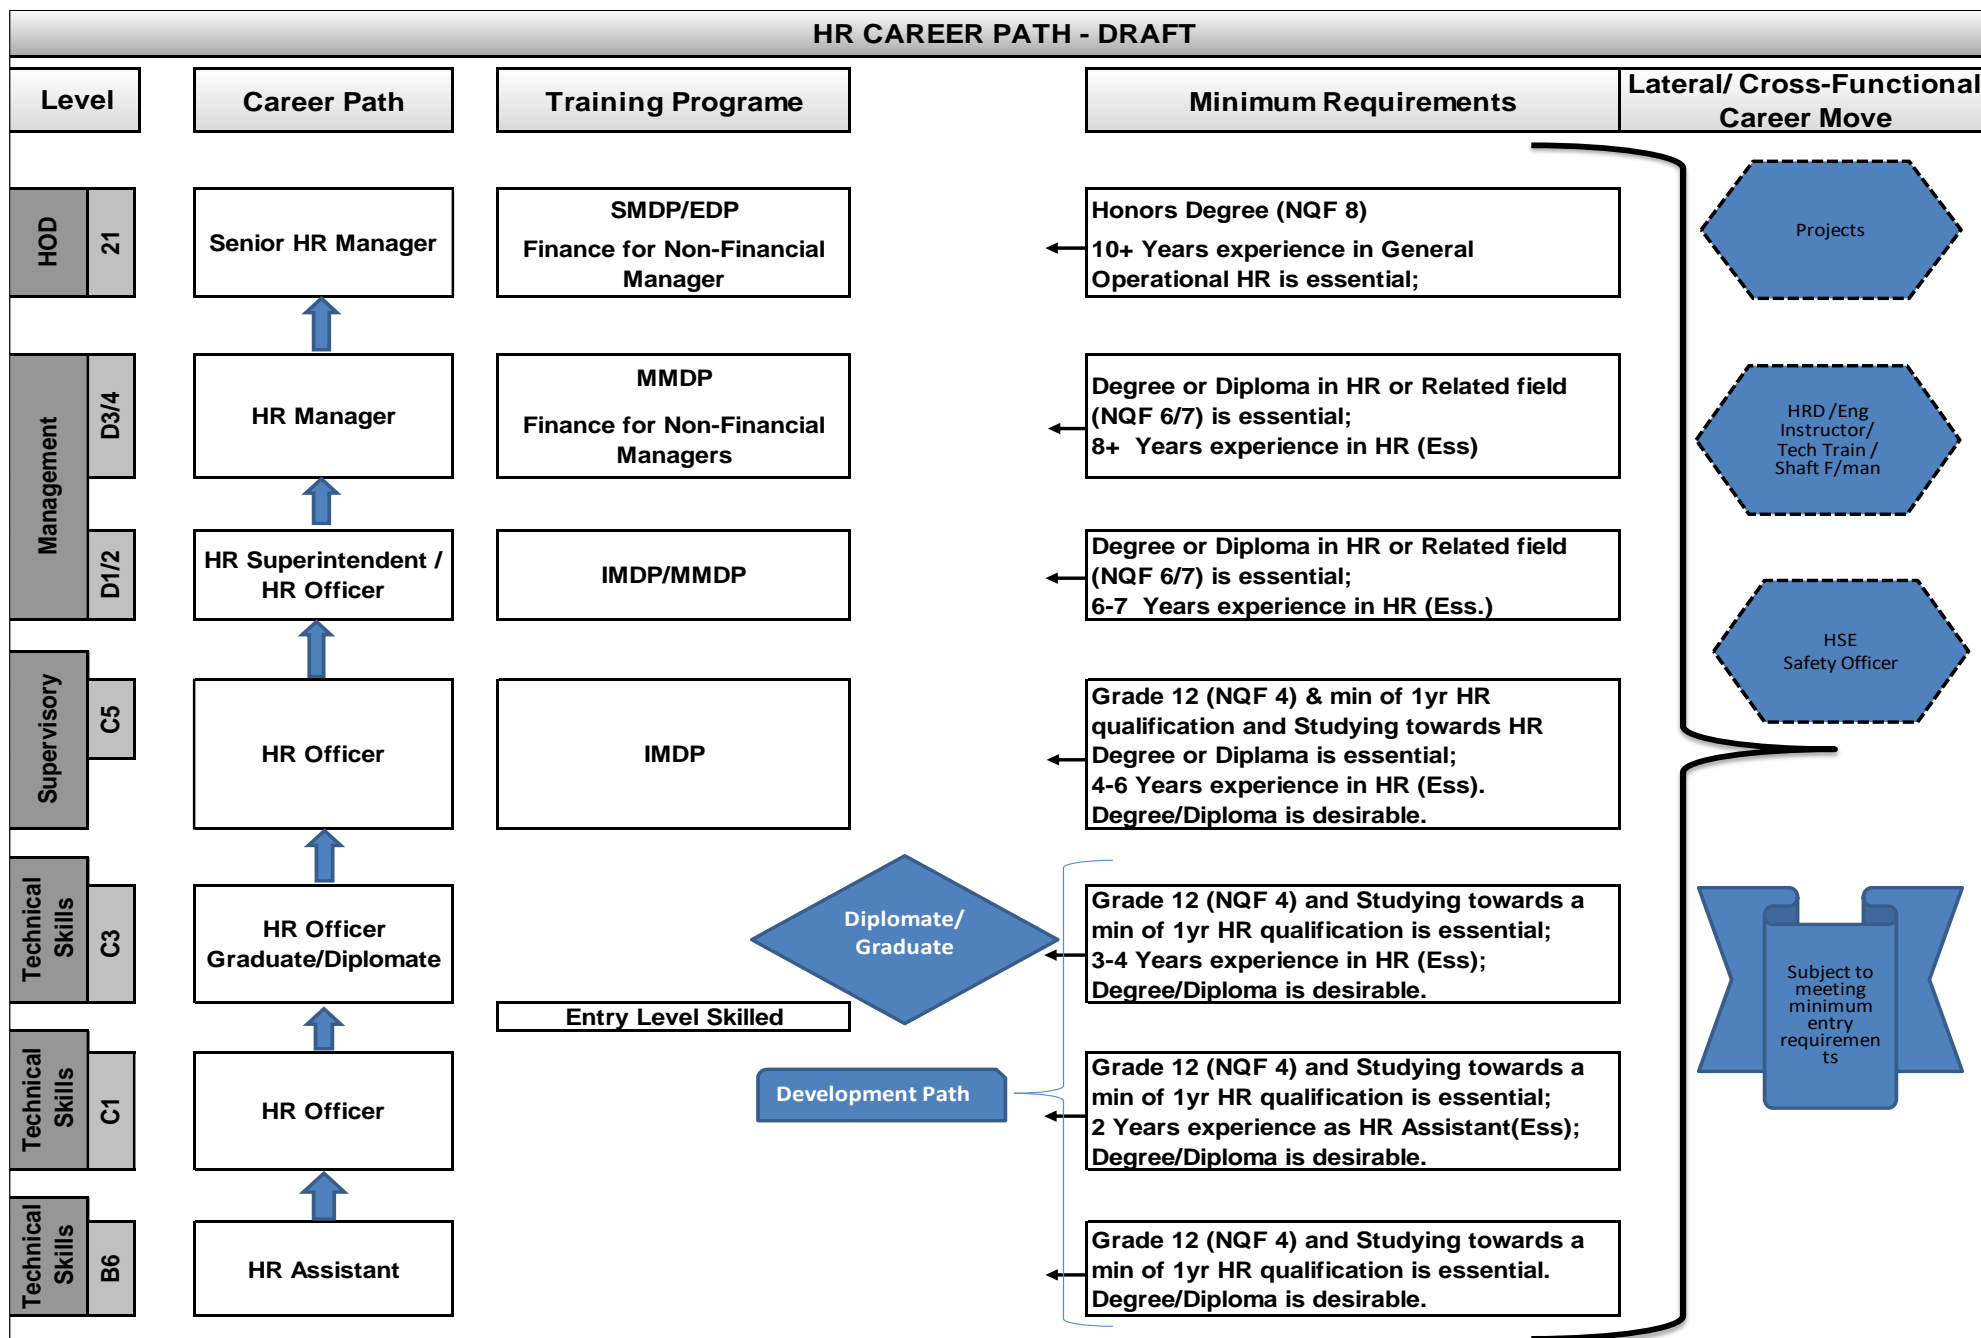 HR CAREER PATH - DRAFT
Level
Career Path
Training Programe
Minimum Requirements
Lateral/ Cross-Functional
Career Move
HOD
21
Senior HR Manager
SMDP/EDP
Finance for Non-Financial
Manager
Honors Degree (NQF 8)
10+ Years experience in General
Operational HR is essential;
Projects
Management
D3/4
HR Manager
MMDP
Finance for Non-Financial
Managers
Degree or Diploma in HR or Related field
(NQF 6/7) is essential;
8+ Years experience in HR (Ess)
HRD /Eng
Instructor/
Tech Train /
Shaft F/man
D1/2
HR Superintendent /
HR Officer
IMDP/MMDP
Degree or Diploma in HR or Related field
(NQF 6/7) is essential;
6-7 Years experience in HR (Ess.)
HSE
Safety Officer
Supervisory
C5
HR Officer
IMDP
Grade 12 (NQF 4) & min of 1yr HR
qualification and Studying towards HR
Degree or Diplama is essential;
4-6 Years experience in HR (Ess).
Degree/Diploma is desirable.
Technical
Skills
C3
HR Officer
Graduate/Diplomate
Diplomate/
Graduate
Grade 12 (NQF 4) and Studying towards a
min of 1yr HR qualification is essential;
3-4 Years experience in HR (Ess);
Degree/Diploma is desirable.
Entry Level Skilled
Subject to
meeting
minimum
entry
requiremen
ts
Technical
Skills
C1
HR Officer
Development Path
Grade 12 (NQF 4) and Studying towards a
min of 1yr HR qualification is essential;
2 Years experience as HR Assistant(Ess);
Degree/Diploma is desirable.
Technical
Skills
B6
HR Assistant
Grade 12 (NQF 4) and Studying towards a
min of 1yr HR qualification is essential.
Degree/Diploma is desirable.